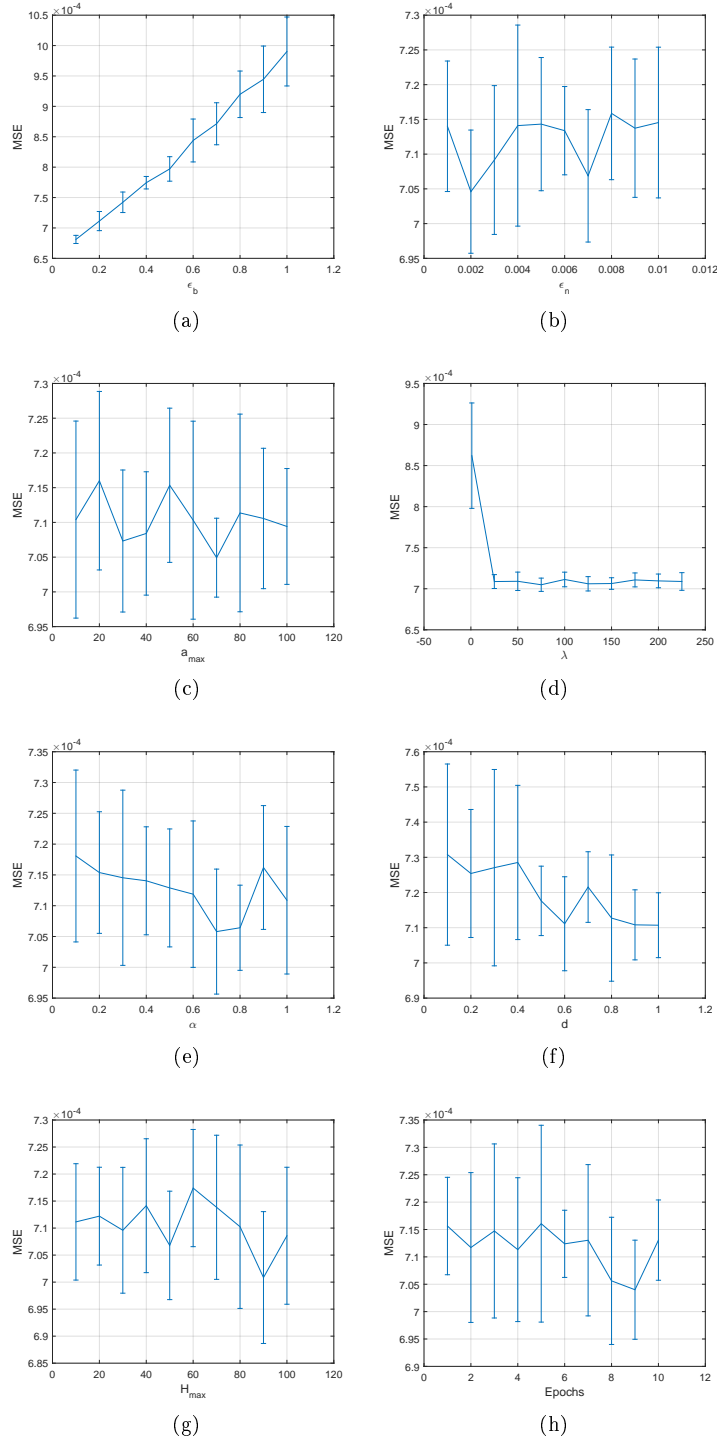 ×10⁻⁴
10.5
10
9.5
9
8.5
8
7.5
7
6.5
MSE
0 0.2 0.4 0.6 0.8 1 1.2
ϵb
(a)
×10⁻⁴
7.3
7.25
7.2
7.15
7.1
7.05
7
6.95
MSE
0 0.002 0.004 0.006 0.008 0.01 0.012
ϵn
(b)
×10⁻⁴
7.3
7.25
7.2
7.15
7.1
7.05
7
6.95
MSE
0 20 40 60 80 100 120
amax
(c)
×10⁻⁴
9.5
9
8.5
8
7.5
7
6.5
MSE
-50 0 50 100 150 200 250
λ
(d)
×10⁻⁴
7.35
7.3
7.25
7.2
7.15
7.1
7.05
7
6.95
MSE
0 0.2 0.4 0.6 0.8 1 1.2
α
(e)
×10⁻⁴
7.6
7.5
7.4
7.3
7.2
7.1
7
6.9
MSE
0 0.2 0.4 0.6 0.8 1 1.2
d
(f)
×10⁻⁴
7.3
7.25
7.2
7.15
7.1
7.05
7
6.95
6.9
6.85
MSE
0 20 40 60 80 100 120
Hmax
(g)
×10⁻⁴
7.35
7.3
7.25
7.2
7.15
7.1
7.05
7
6.95
6.9
MSE
0 2 4 6 8 10 12
Epochs
(h)